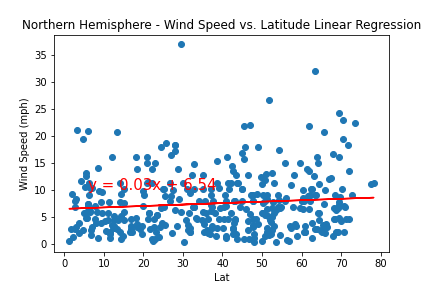 Northern Hemisphere - Wind Speed vs. Latitude Linear Regression
35
30
25
20
15
10
5
0
Wind Speed (mph)
y = 0.03x + 6.54
0 10 20 30 40 50 60 70 80
Lat